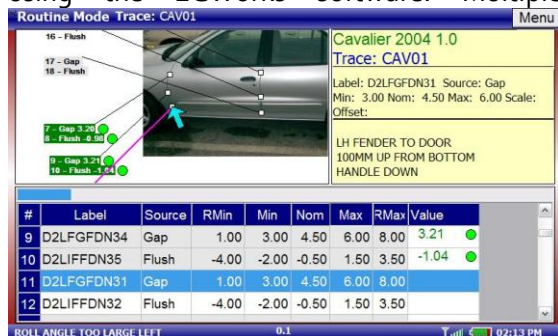 using the LSWorks software. Multiple
Routine Mode Trace: CAV01
Menu
16 - Flush
17 - Gap
18 - Flush
7 - Gap 3.20
8 - Flush -0.98
9 - Gap 3.21
10 - Flush -1.04
Cavalier 2004 1.0
Trace: CAV01
Label: D2LFGFDN31 Source: Gap
Min: 3.00 Nom: 4.50 Max: 6.00 Scale:
Offset:
LH FENDER TO DOOR
100MM UP FROM BOTTOM
HANDLE DOWN
# Label Source RMin Min Nom Max RMax Value
9 D2LFGFDN34 Gap 1.00 3.00 4.50 6.00 8.00 3.21
10 D2LIFFDN35 Flush -4.00 -2.00 -0.50 1.50 3.50 -1.04
11 D2LFGFDN31 Gap 1.00 3.00 4.50 6.00 8.00
12 D2LIFFDN32 Flush -4.00 -2.00 -0.50 1.50 3.50
ROLL ANGLE TOO LARGE LEFT 0.1 02:13 PM